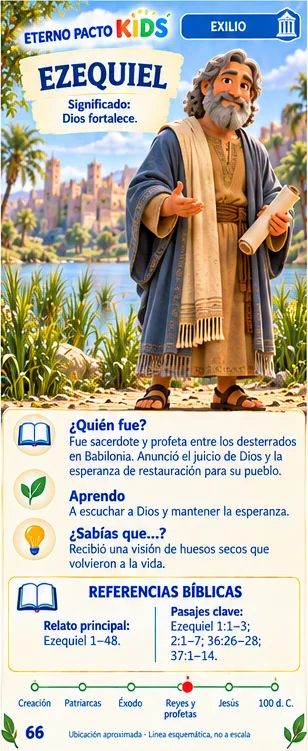 ETERNO PACTO KIDS
EXILIO
EZEQUIEL
Significado:
Dios fortalece.
¿Quién fue?
Fue sacerdote y profeta entre los desterrados
en Babilonia. Anunció el juicio de Dios y la
esperanza de restauración para su pueblo.
Aprendo
A escuchar a Dios y mantener la esperanza.
¿Sabías que...?
Recibió una visión de huesos secos que
volvieron a la vida.
REFERENCIAS BÍBLICAS
Relato principal:
Ezequiel 1–48.
Pasajes clave:
Ezequiel 1:1–3;
2:1–7; 36:26–28;
37:1–14.
Creación
Patriarcas
Éxodo
Reyes y
profetas
Jesús
100 d. C.
66
Ubicación aproximada · Línea esquemática, no a escala